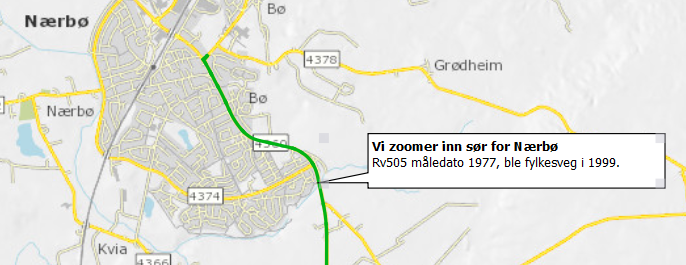 Nærbø
Bø
4378
Grødheim
Bø
Nærbø
Vi zoomer inn sør for Nærbø
Rv505 måledato 1977, ble fylkesveg i 1999.
4374
Kvia
4366